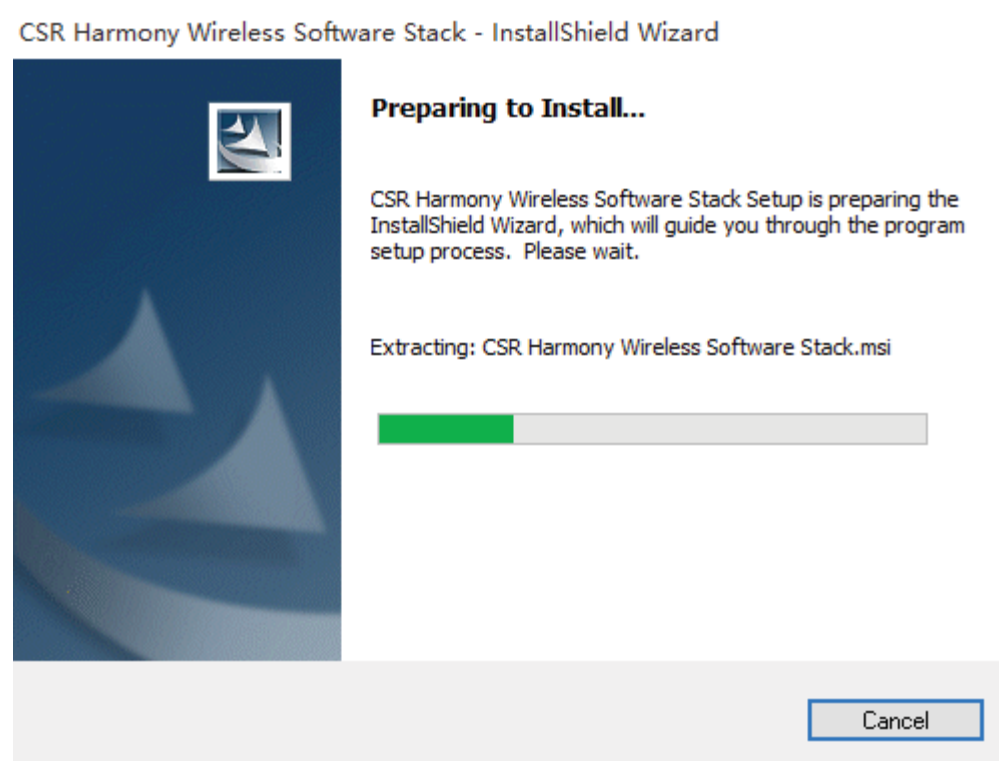 CSR Harmony Wireless Software Stack - InstallShield Wizard
Preparing to Install...
CSR Harmony Wireless Software Stack Setup is preparing the
InstallShield Wizard, which will guide you through the program
setup process.  Please wait.
Extracting: CSR Harmony Wireless Software Stack.msi
Cancel